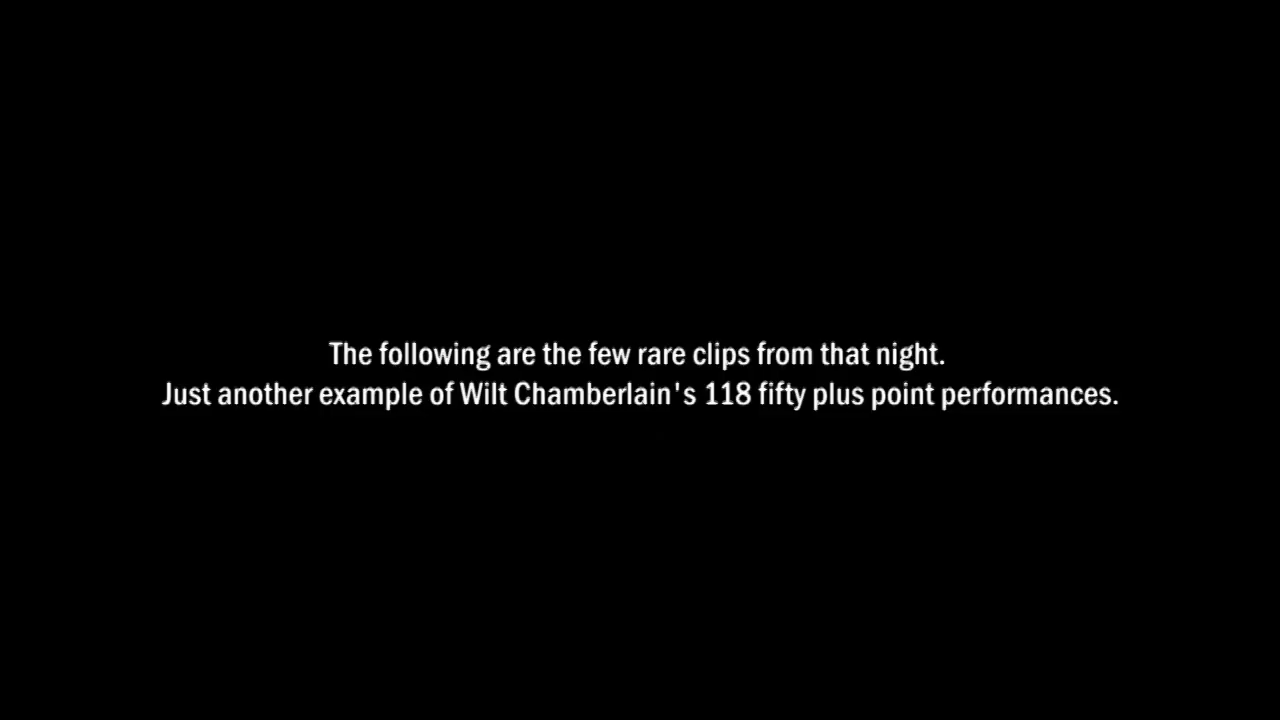 The following are the few rare clips from that night.
Just another example of Wilt Chamberlain's 118 fifty plus point performances.